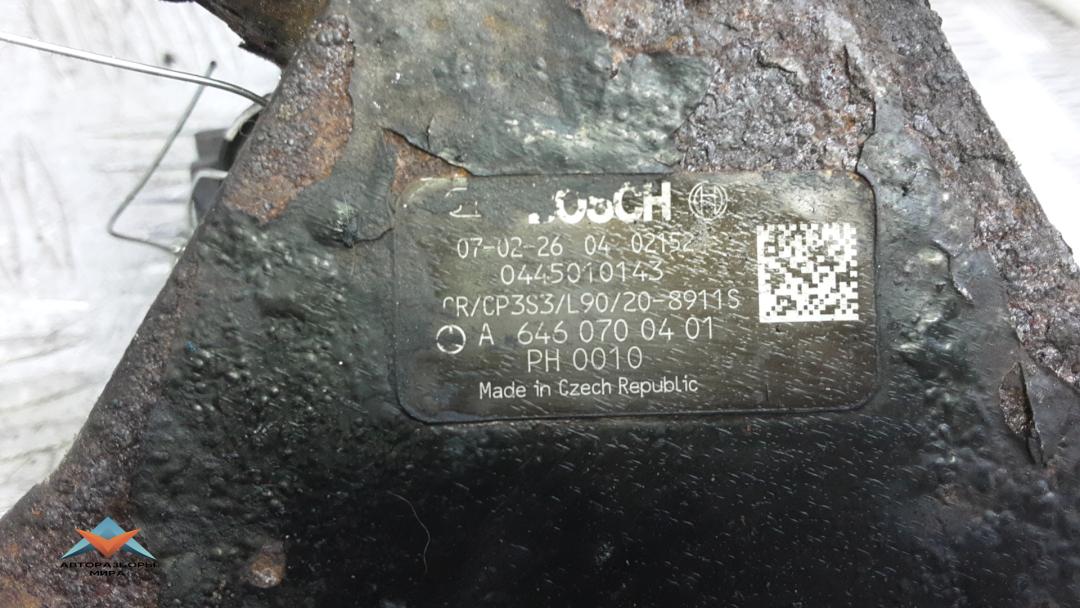 BOSCH
07-02-26 04 02152
0445010143
CR/CP3S3/L90/20-8911S
A 646 070 04 01
PH 0010
Made in Czech Republic
АВТОРАЗБОРЫ
МИРА